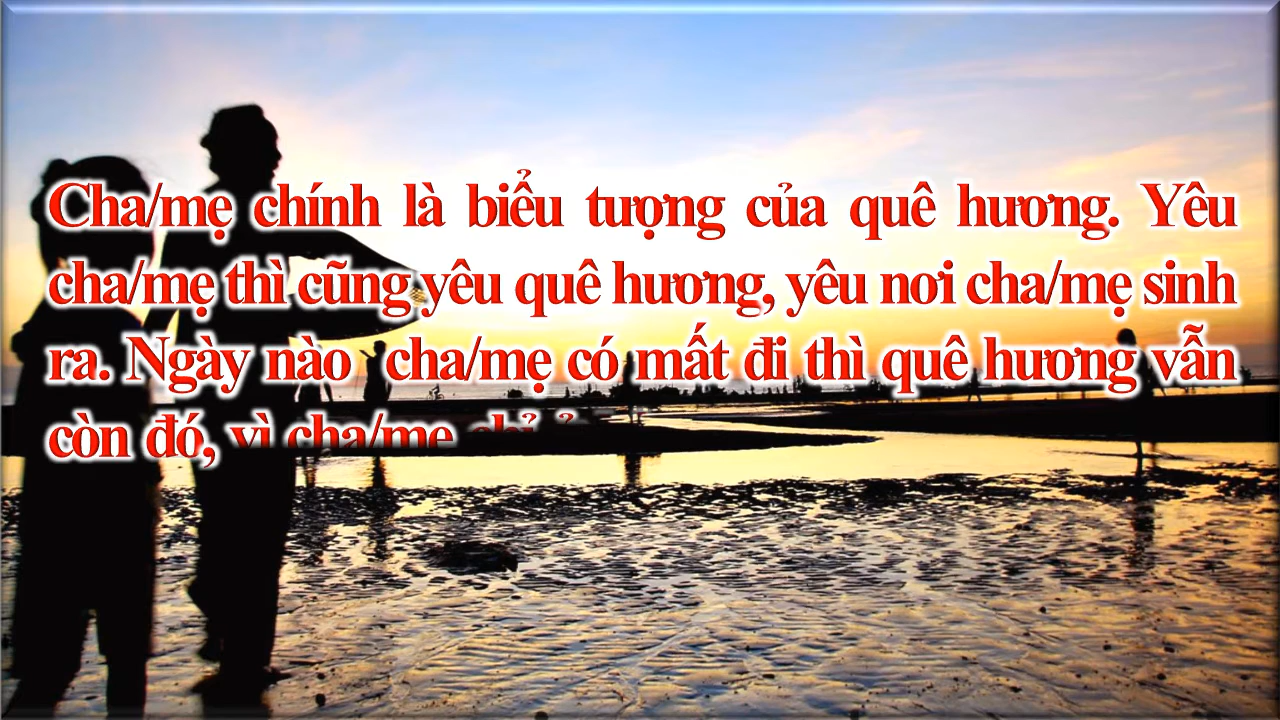 Cha/mẹ chính là biểu tượng của quê hương. Yêu
cha/mẹ thì cũng yêu quê hương, yêu nơi cha/mẹ sinh
ra. Ngày nào cha/mẹ có mất đi thì quê hương vẫn
còn đó, vì cha/mẹ chỉ